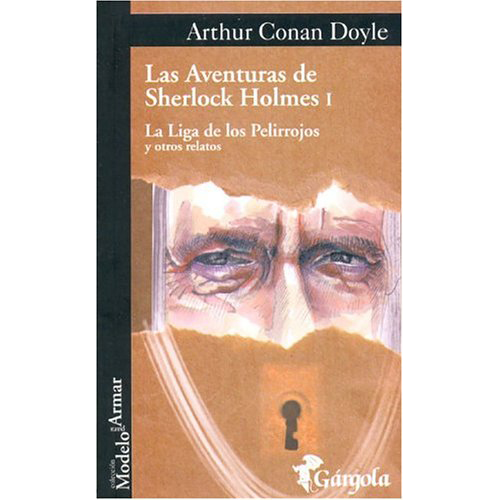 Arthur Conan Doyle
Las Aventuras de
Sherlock Holmes I
La Liga de los Pelirrojos
y otros relatos
colección
Modelo para Armar
Gárgola